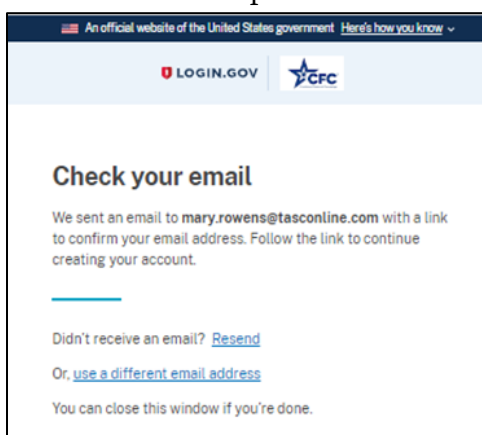 An official website of the United States government Here's how you know
LOGIN.GOV CFC
Check your email
We sent an email to mary.rowens@tasconline.com with a link
to confirm your email address. Follow the link to continue
creating your account.
Didn't receive an email? Resend
Or, use a different email address
You can close this window if you're done.